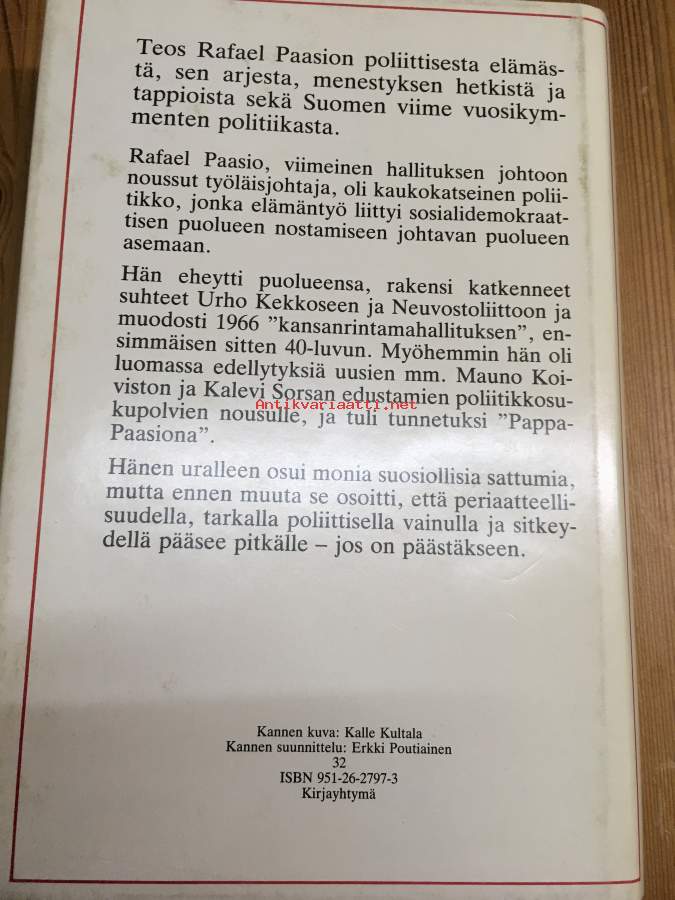 Teos Rafael Paasion poliittisesta elämäs-
tä, sen arjesta, menestyksen hetkistä ja
tappioista sekä Suomen viime vuosikym-
menten politiikasta.
Rafael Paasio, viimeinen hallituksen johtoon
noussut työläisjohtaja, oli kaukokatseinen polii-
tikko, jonka elämäntyö liittyi sosialidemokraat-
tisen puolueen nostamiseen johtavan puolueen
asemaan.
Hän eheytti puolueensa, rakensi katkenneet
suhteet Urho Kekkoseen ja Neuvostoliittoon ja
muodosti 1966 ”kansanrintamahallituksen”, en-
simmäisen sitten 40-luvun. Myöhemmin hän oli
luomassa edellytyksiä uusien mm. Mauno Koi-
viston ja Kalevi Sorsan edustamien poliitikkosu-
Antikvariaatti.net
kupolvien nousulle, ja tuli tunnetuksi ”Pappa-
Paasiona”.
Hänen uralleen osui monia suosiollisia sattumia,
mutta ennen muuta se osoitti, että periaatteelli-
suudella, tarkalla poliittisella vainulla ja sitkey-
dellä pääsee pitkälle – jos on päästäkseen.
Kannen kuva: Kalle Kultala
Kannen suunnittelu: Erkki Poutiainen
32
ISBN 951-26-2797-3
Kirjayhtymä